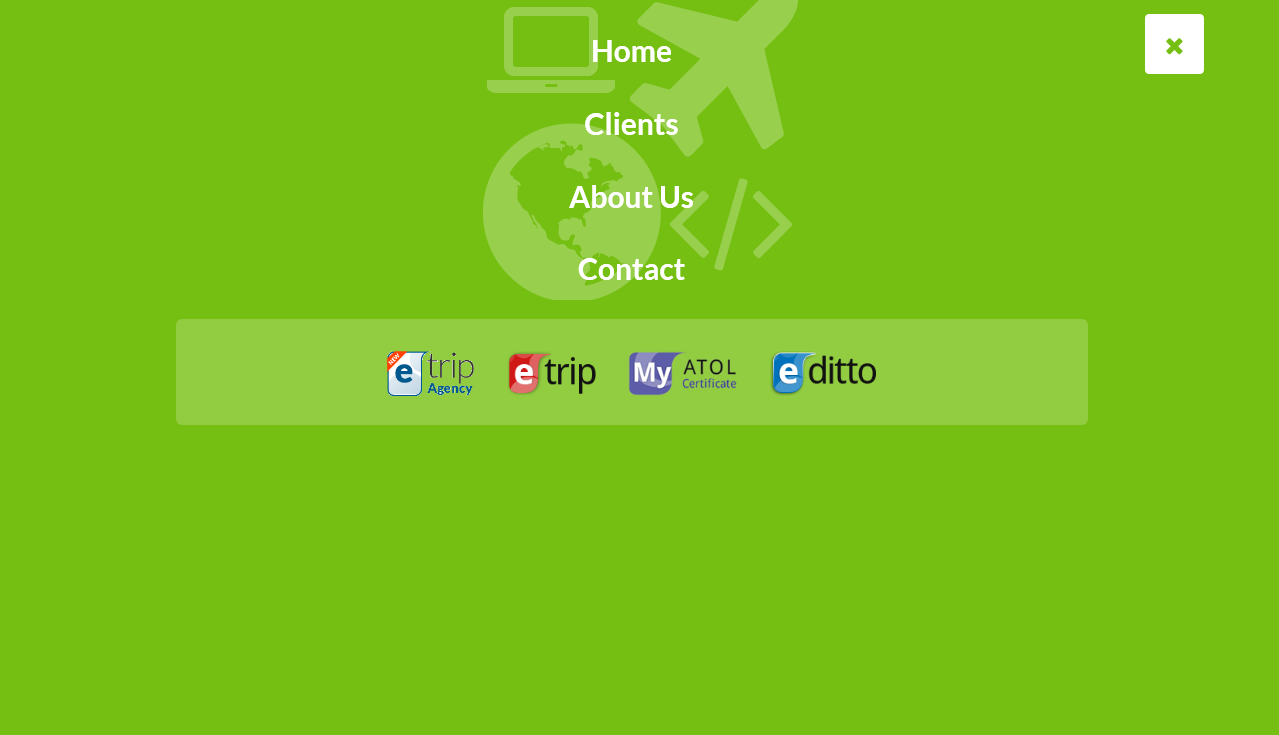 Home
Clients
About Us
Contact
NEW e trip Agency
e trip
My ATOL Certificate
e ditto